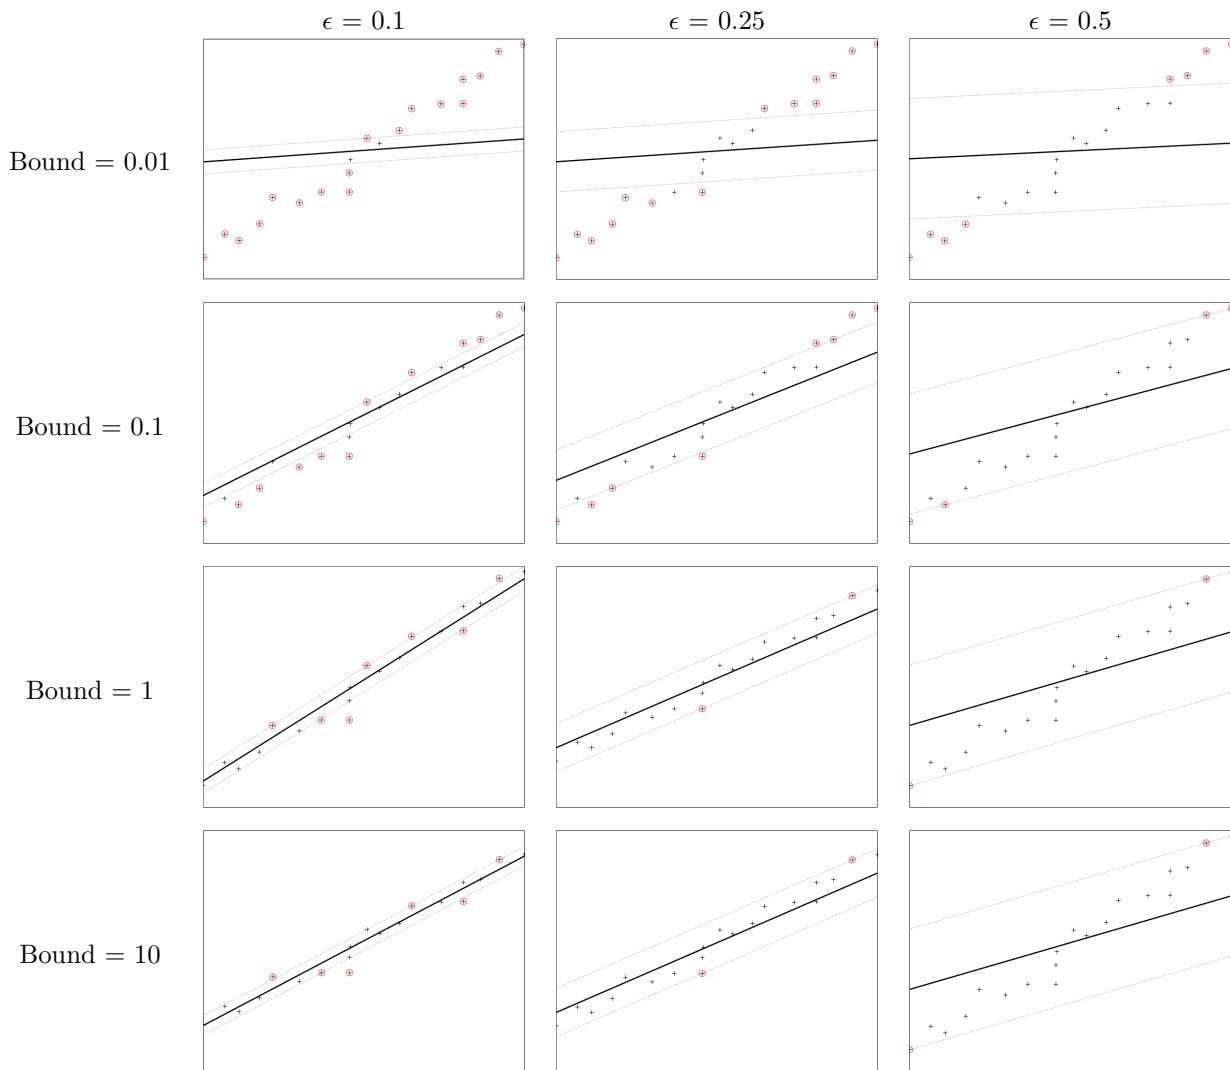 ϵ = 0.1 ϵ = 0.25 ϵ = 0.5
Bound = 0.01
Bound = 0.1
Bound = 1
Bound = 10